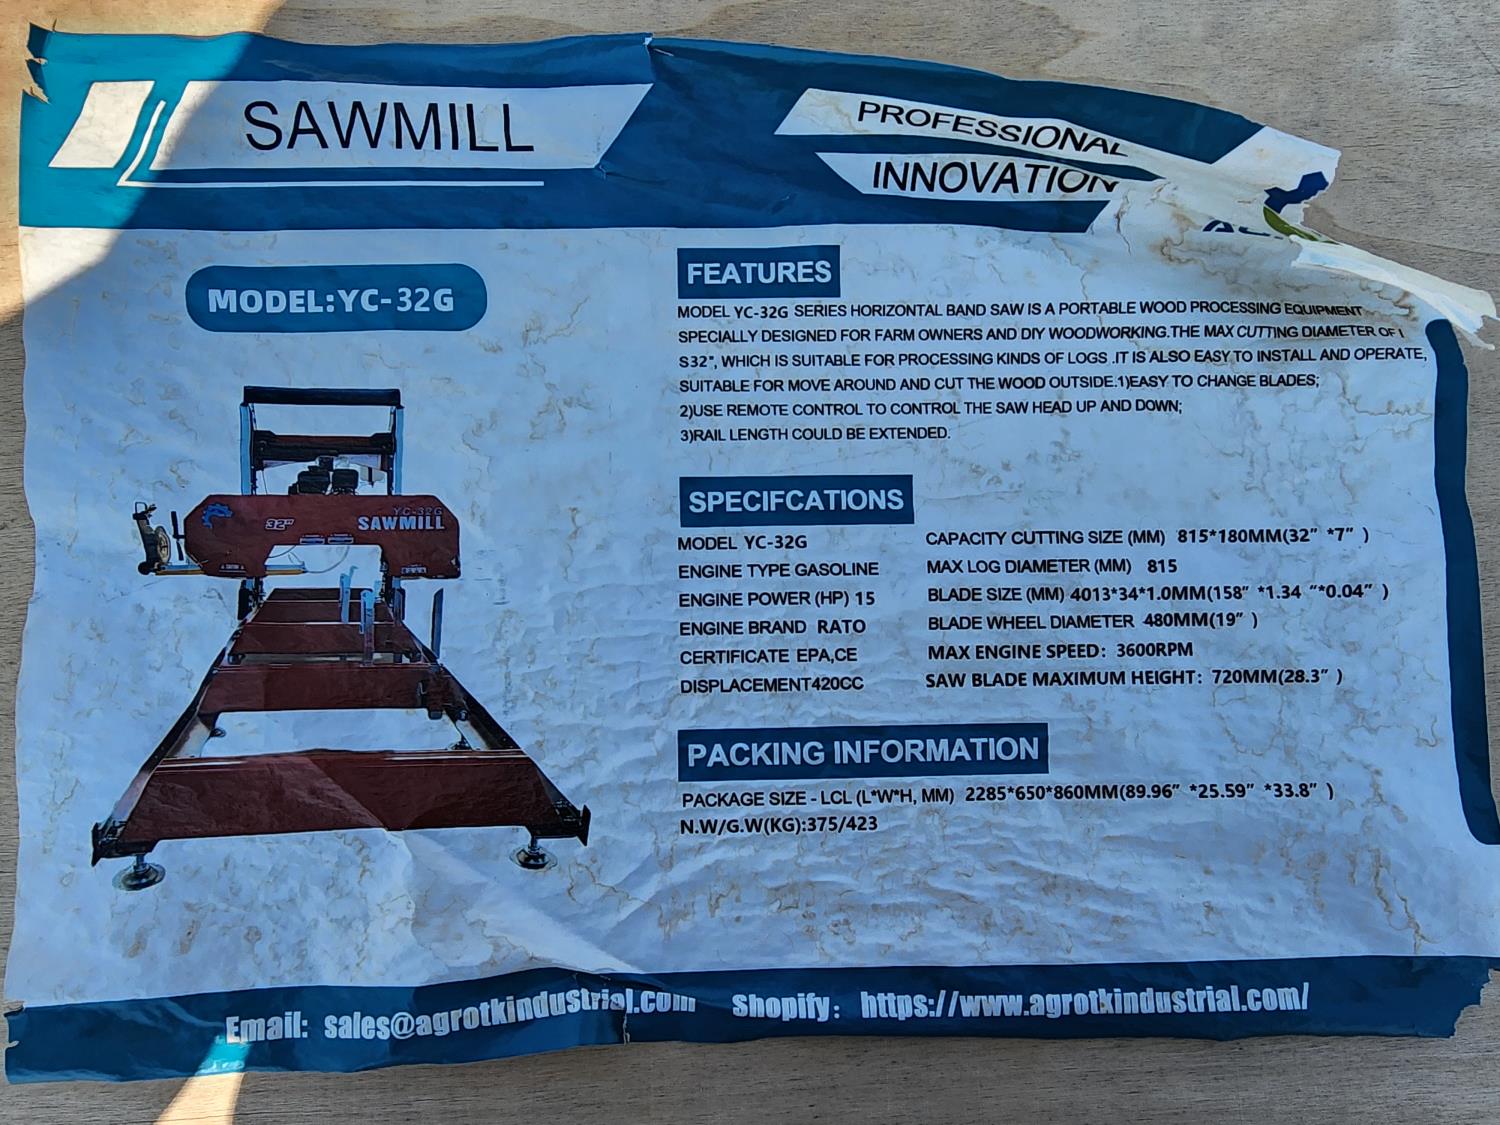 SAWMILL
PROFESSIONAL
INNOVATION
MODEL:YC-32G
FEATURES
MODEL YC-32G SERIES HORIZONTAL BAND SAW IS A PORTABLE WOOD PROCESSING EQUIPMENT
SPECIALLY DESIGNED FOR FARM OWNERS AND DIY WOODWORKING.THE MAX CUTTING DIAMETER OF I
S32", WHICH IS SUITABLE FOR PROCESSING KINDS OF LOGS .IT IS ALSO EASY TO INSTALL AND OPERATE,
SUITABLE FOR MOVE AROUND AND CUT THE WOOD OUTSIDE.1)EASY TO CHANGE BLADES;
2)USE REMOTE CONTROL TO CONTROL THE SAW HEAD UP AND DOWN;
3)RAIL LENGTH COULD BE EXTENDED.
YC-32G
32"
SAWMILL
SPECIFCATIONS
MODEL YC-32G
ENGINE TYPE GASOLINE
ENGINE POWER (HP) 15
ENGINE BRAND RATO
CERTIFICATE EPA,CE
DISPLACEMENT420CC
CAPACITY CUTTING SIZE (MM) 815*180MM(32" *7" )
MAX LOG DIAMETER (MM) 815
BLADE SIZE (MM) 4013*34*1.0MM(158" *1.34 "*0.04" )
BLADE WHEEL DIAMETER 480MM(19" )
MAX ENGINE SPEED: 3600RPM
SAW BLADE MAXIMUM HEIGHT: 720MM(28.3" )
PACKING INFORMATION
PACKAGE SIZE - LCL (L*W*H, MM) 2285*650*860MM(89.96" *25.59" *33.8" )
N.W/G.W(KG):375/423
Email: sales@agrotkindustrial.com Shopify: https://www.agrotkindustrial.com/